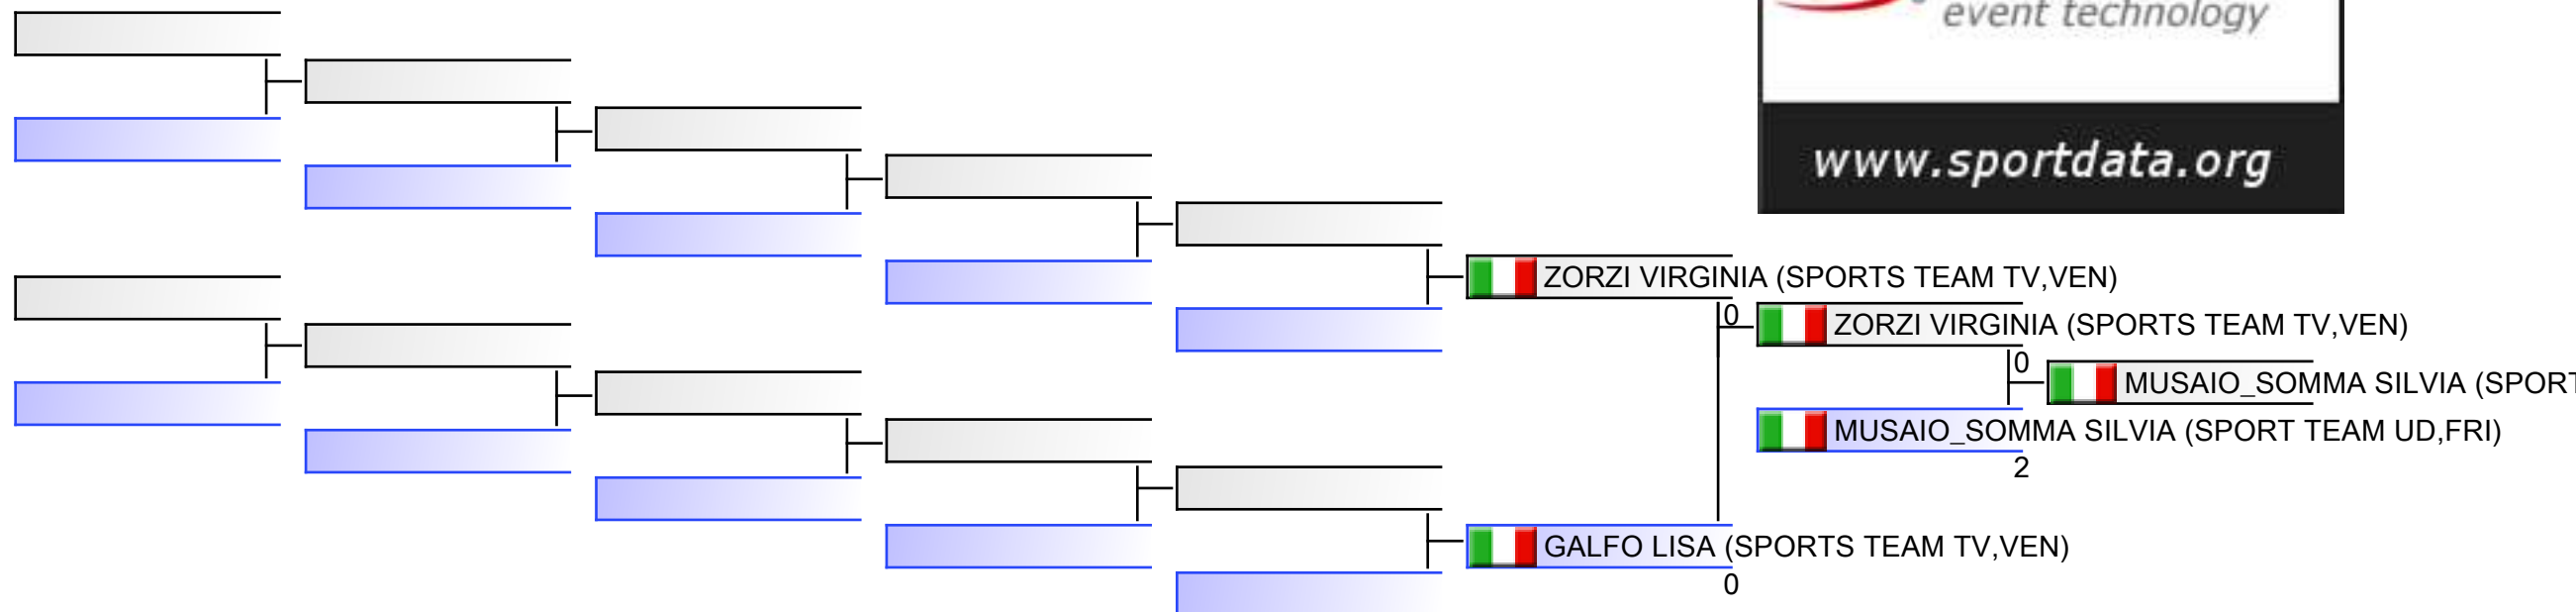 event technology
www.sportdata.org
ZORZI VIRGINIA (SPORTS TEAM TV,VEN)
0
ZORZI VIRGINIA (SPORTS TEAM TV,VEN)
0
MUSAIO_SOMMA SILVIA (SPORT
MUSAIO_SOMMA SILVIA (SPORT TEAM UD,FRI)
2
GALFO LISA (SPORTS TEAM TV,VEN)
0